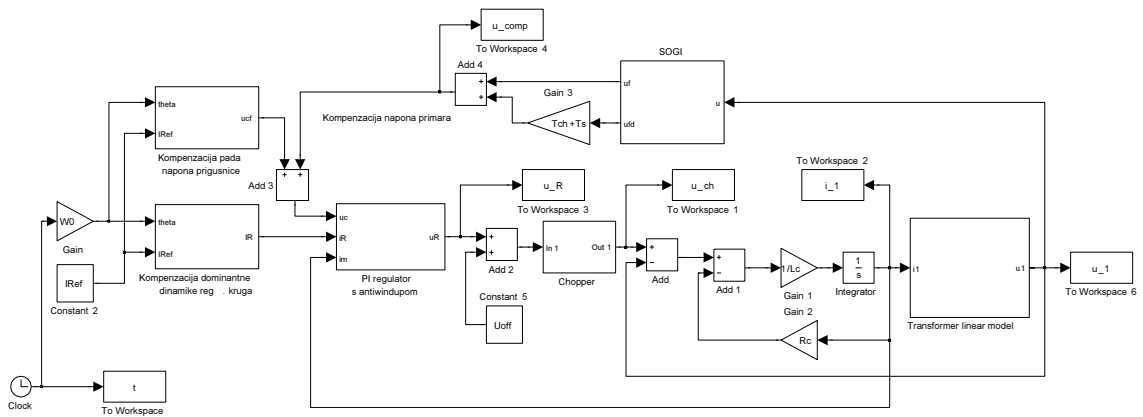 u_comp
To Workspace 4
SOGI
Add 4
+
+
uf
Gain 3
Tch +Ts
ufd
u
Kompenzacija napona primara
theta
IRef
ucf
Kompenzacija pada
napona prigusnice
+ +
Add 3
To Workspace 2
i_1
u_R
To Workspace 3
u_ch
To Workspace 1
W0
Gain
theta
IRef
IR
Kompenzacija dominantne
dinamike reg . kruga
IRef
Constant 2
uc
iR
im
uR
PI regulator
s antiwindupom
+
+
Add 2
In 1
Out 1
Chopper
+
−
Add
+
−
Add 1
1/Lc
Gain 1
1
s
Integrator
i1
u1
Transformer linear model
u_1
To Workspace 6
Constant 5
Uoff
Gain 2
Rc
Clock
t
To Workspace